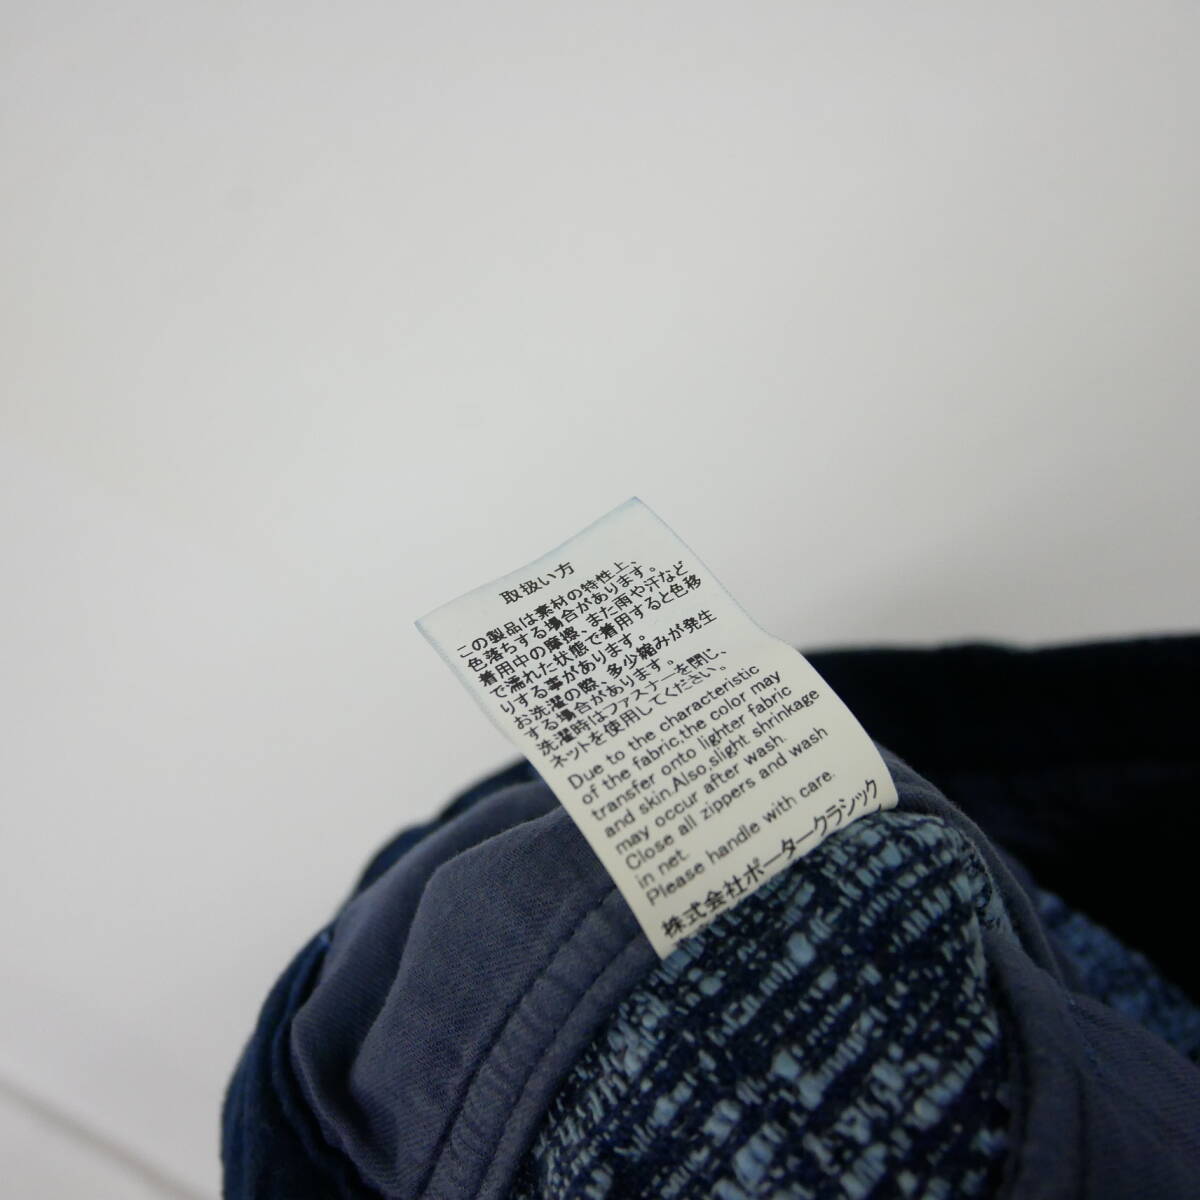 取扱い方
この製品は素材の特性上、
色落ちする場合があります。
着用中の摩擦、また雨や汗など
で濡れた状態で着用すると色移
りする事があります。
お洗濯の際、多少縮みが発生
する場合があります。
洗濯時はファスナーを閉じ、
ネットを使用してください。
Due to the characteristic
of the fabric,the color may
transfer onto lighter fabric
and skin.Also,slight shrinkage
may occur after wash.
Close all zippers and wash
in net.
Please handle with care.
株式会社ポータークラシック